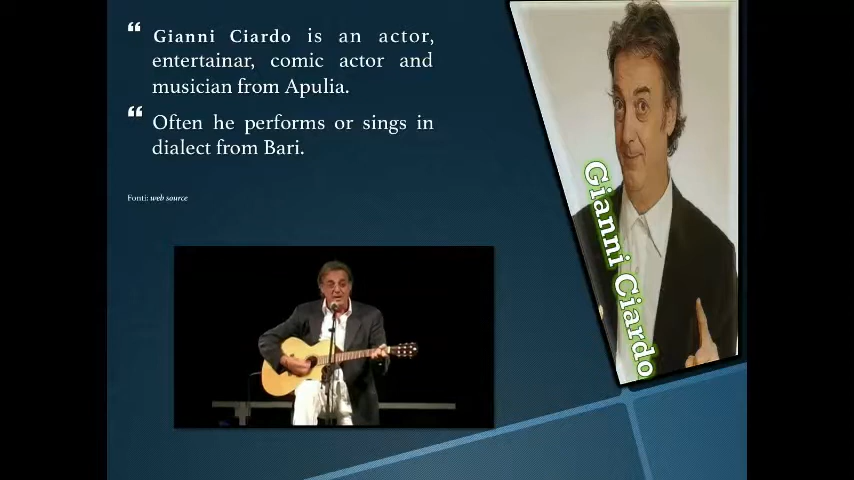 Gianni Ciardo is an actor,
entertainar, comic actor and
musician from Apulia.
Often he performs or sings in
dialect from Bari.
Fonti: web source
Gianni Ciardo